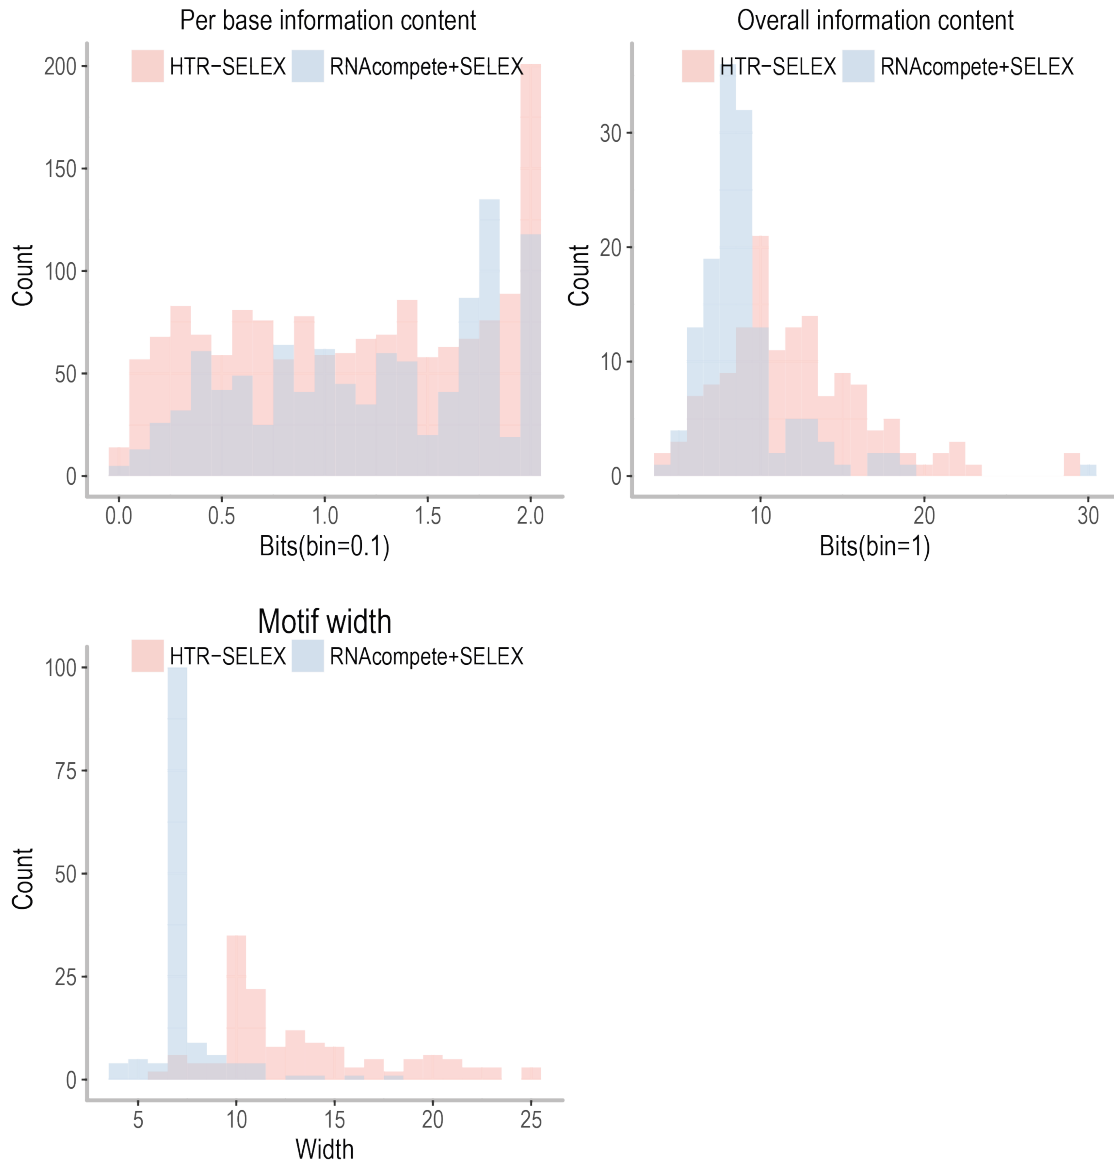 Per base information content
HTR−SELEX RNAcompete+SELEX
200
150
100
50
0
Count
0.0 0.5 1.0 1.5 2.0
Bits(bin=0.1)
Overall information content
HTR−SELEX RNAcompete+SELEX
30
20
10
0
Count
10 20 30
Bits(bin=1)
Motif width
HTR−SELEX RNAcompete+SELEX
100
75
50
25
0
Count
5 10 15 20 25
Width